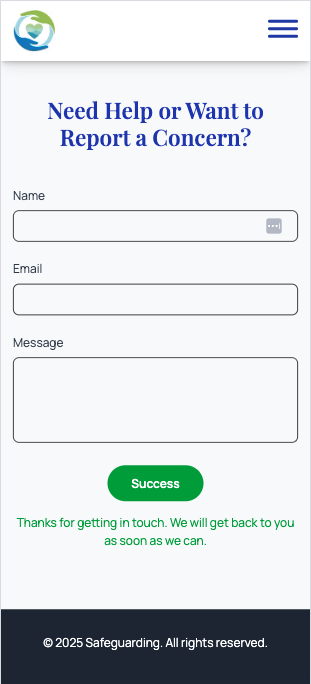 Need Help or Want to
Report a Concern?
Name
Email
Message
Success
Thanks for getting in touch. We will get back to you
as soon as we can.
© 2025 Safeguarding. All rights reserved.